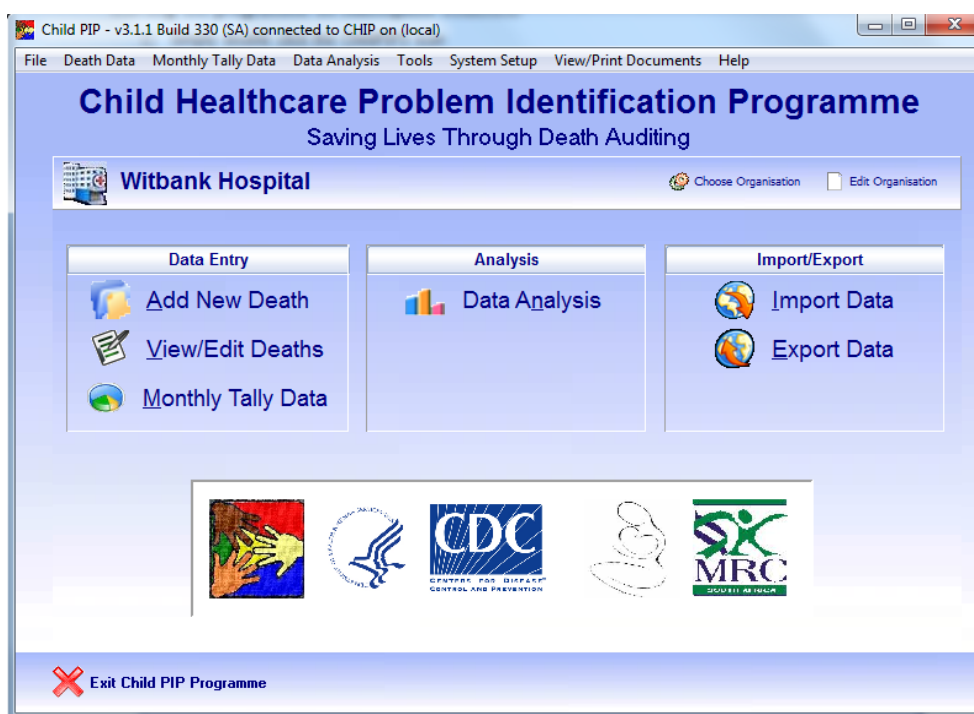 Child PIP - v3.1.1 Build 330 (SA) connected to CHIP on (local)
File Death Data Monthly Tally Data Data Analysis Tools System Setup View/Print Documents Help
Child Healthcare Problem Identification Programme
Saving Lives Through Death Auditing
Witbank Hospital
Choose Organisation
Edit Organisation
Data Entry
Add New Death
View/Edit Deaths
Monthly Tally Data
Analysis
Data Analysis
Import/Export
Import Data
Export Data
CDC
CENTERS FOR DISEASE
CONTROL AND PREVENTION
MRC
SOUTH AFRICA
Exit Child PIP Programme